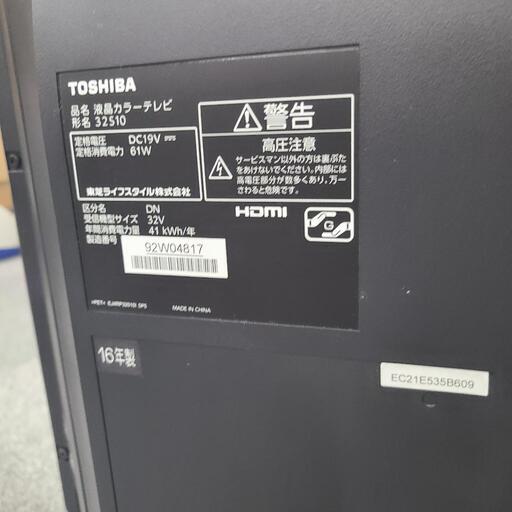 TOSHIBA
品名 液晶カラーテレビ
形名 32S10
定格電圧 DC19V
定格消費電力 61W
東芝ライフスタイル株式会社
区分名 DN
受信機型サイズ 32V
年間消費電力量 41 kWh/年
製造番号
92W04817
警告
高圧注意
サービスマン以外の方は裏ぶた
をあけないでください。内部には
高電圧部分が数多くあり、万一
さわると危険です。
HDMI
G
MADE IN CHINA
16年製
EC21E535B609